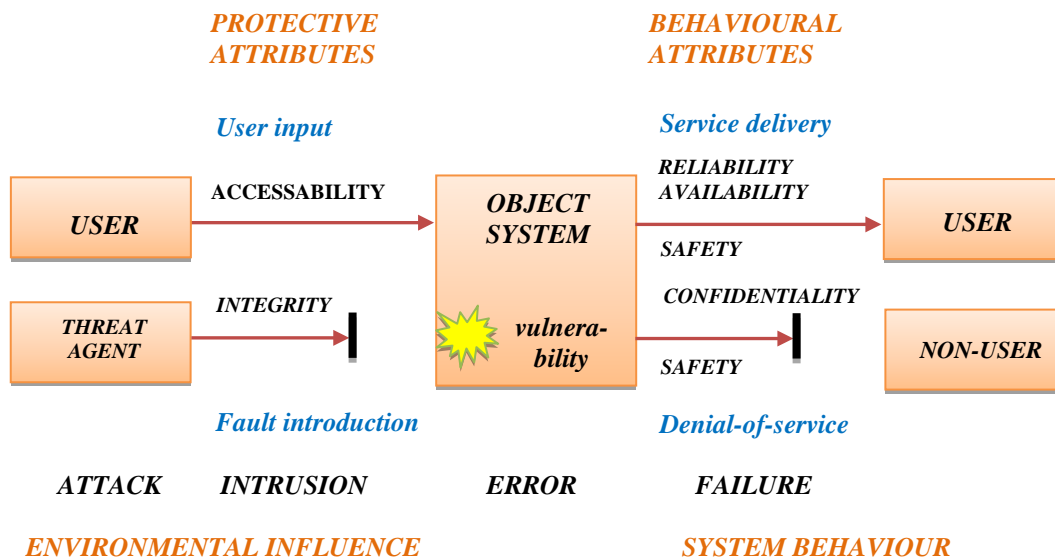 PROTECTIVE
ATTRIBUTES
BEHAVIOURAL
ATTRIBUTES
User input
Service delivery
USER
ACCESSABILITY
OBJECT
SYSTEM
RELIABILITY
AVAILABILITY
SAFETY
USER
THREAT
AGENT
INTEGRITY
vulnera-
bility
CONFIDENTIALITY
SAFETY
NON-USER
Fault introduction
Denial-of-service
ATTACK
INTRUSION
ERROR
FAILURE
ENVIRONMENTAL INFLUENCE
SYSTEM BEHAVIOUR